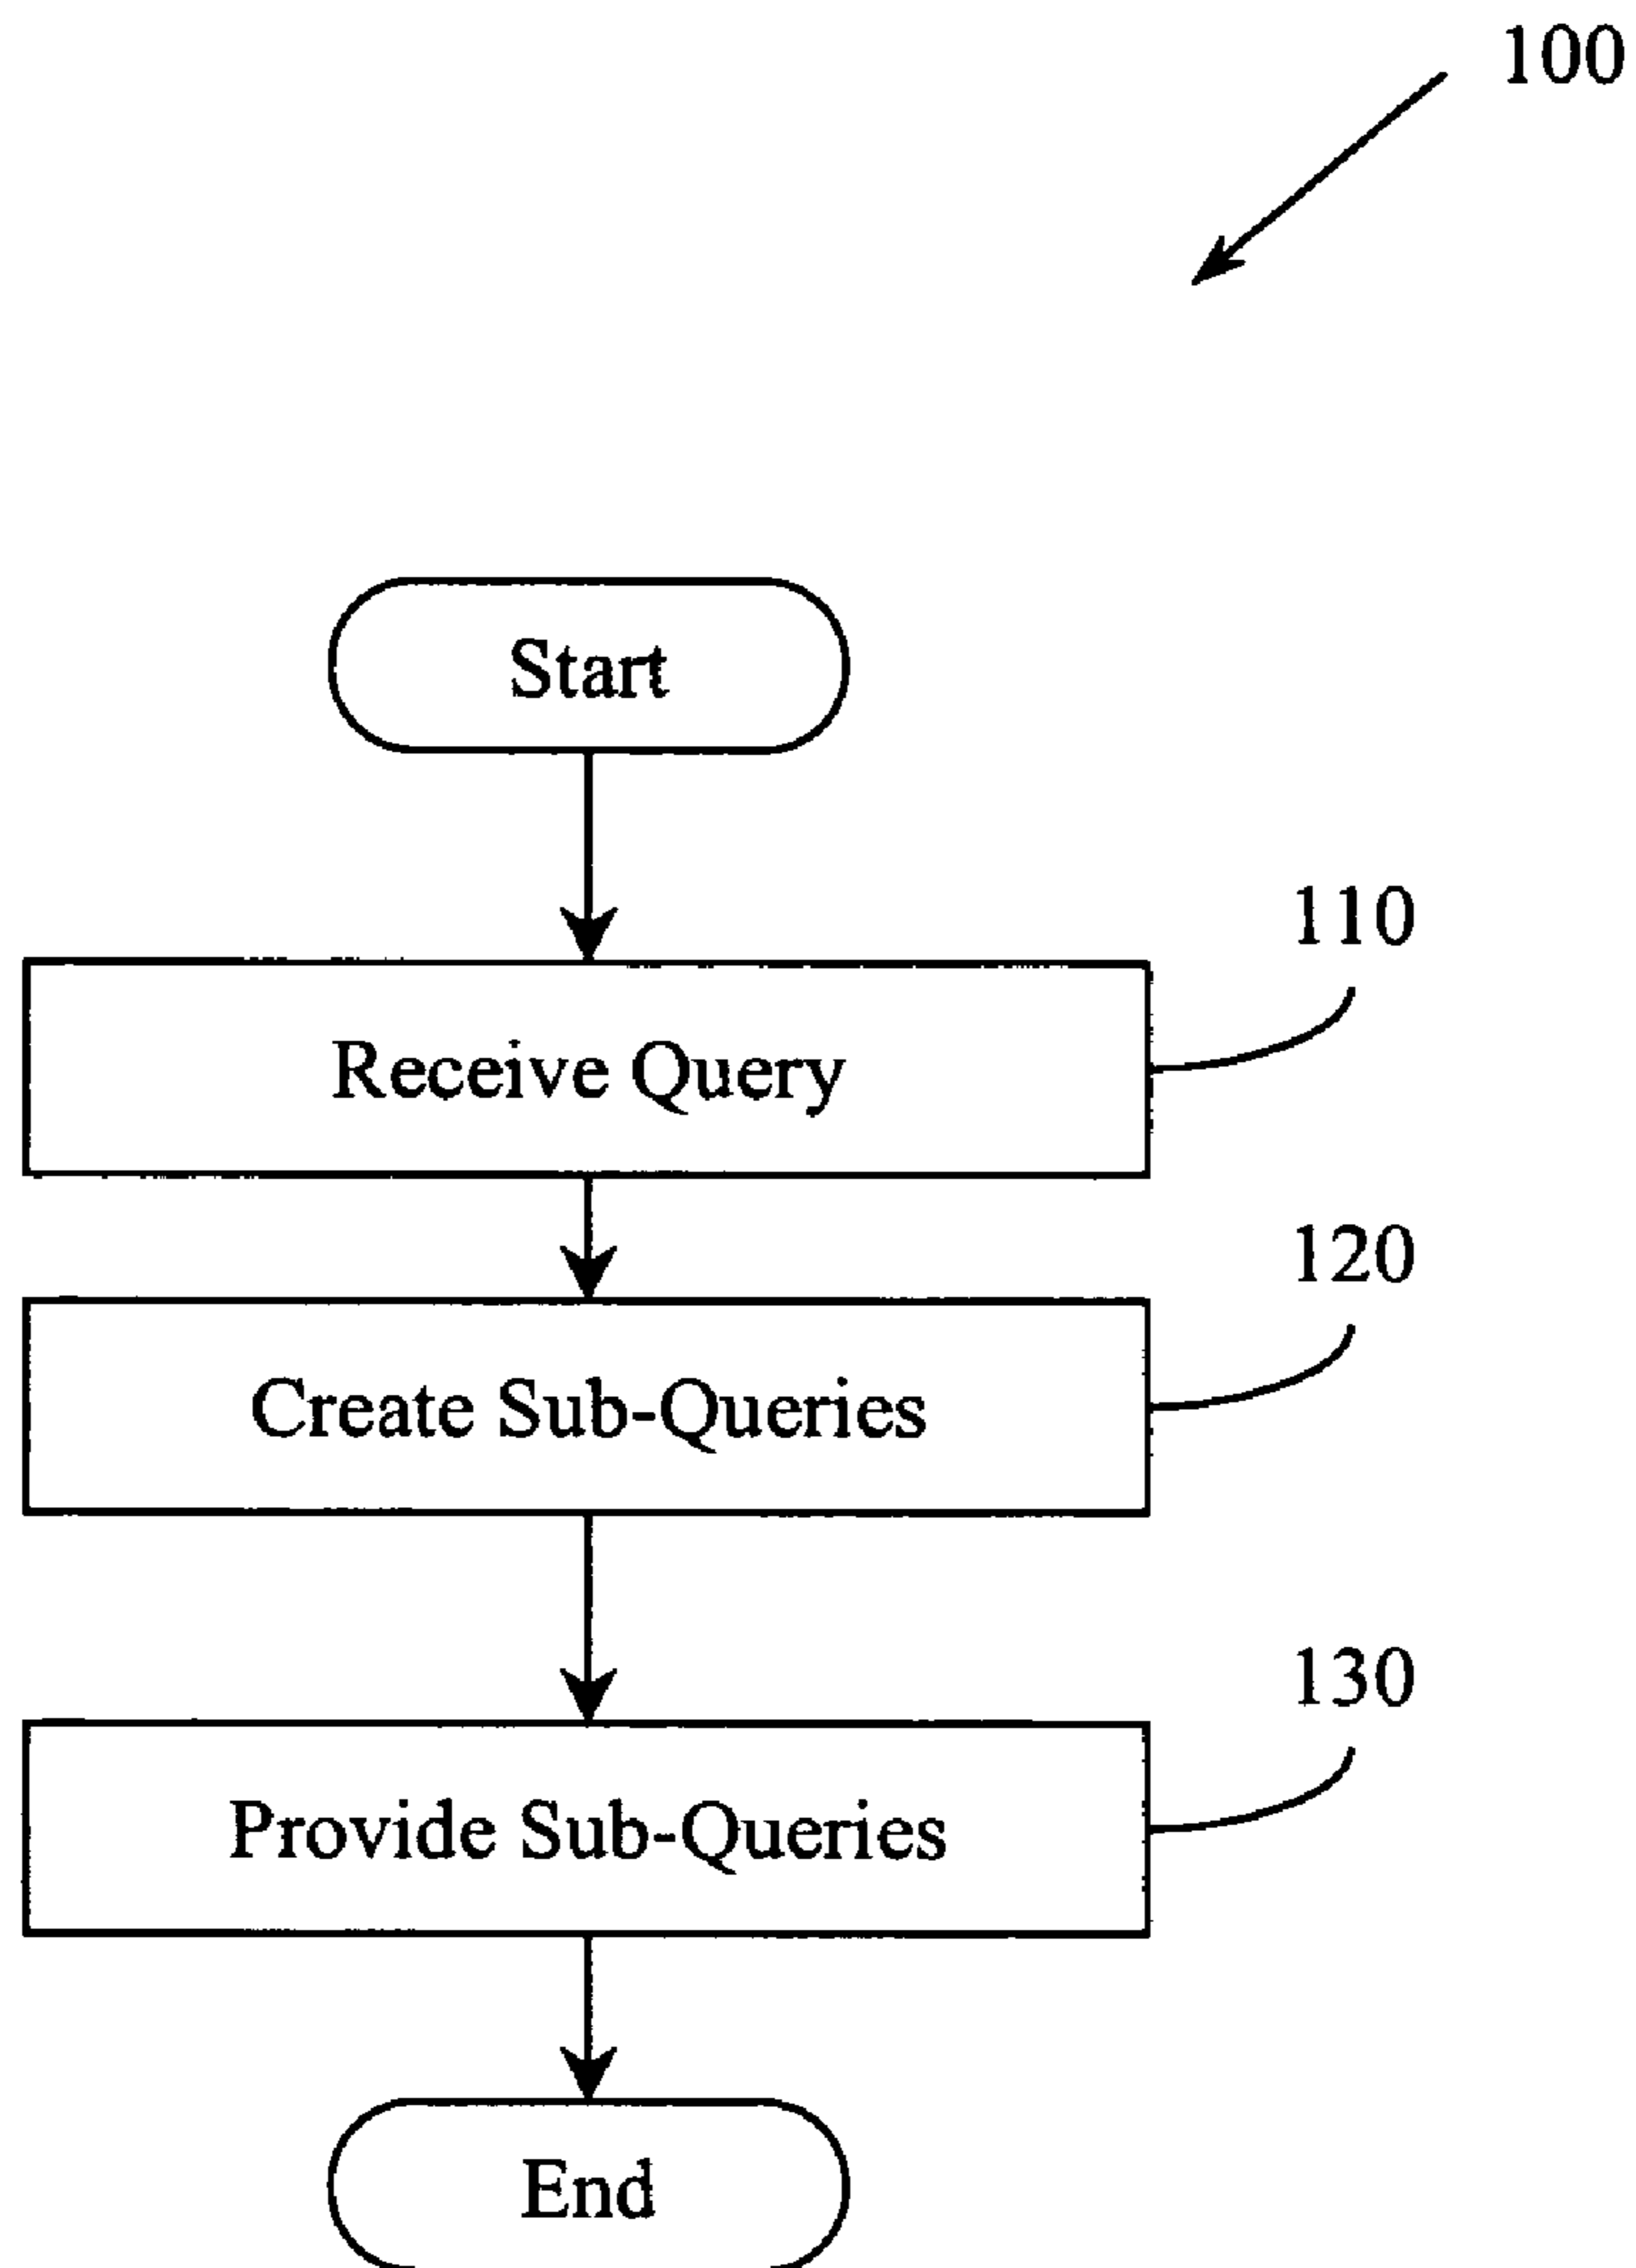 100
Start
110
Receive Query
120
Create Sub-Queries
130
Provide Sub-Queries
End